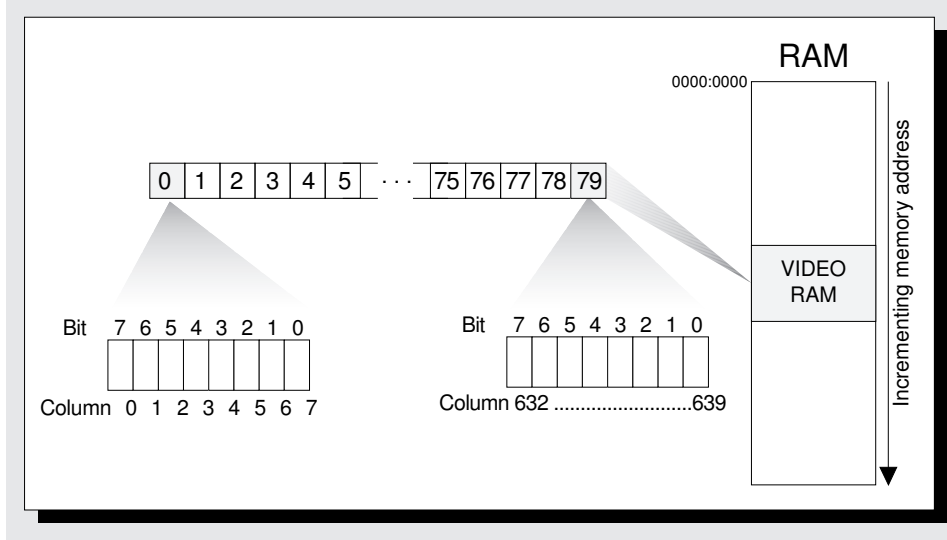 RAM
0000:0000
0 1 2 3 4 5 · · · 75 76 77 78 79
VIDEO
RAM
Incrementing memory address
Bit 7 6 5 4 3 2 1 0
Column 0 1 2 3 4 5 6 7
Bit 7 6 5 4 3 2 1 0
Column 632 ..........................639